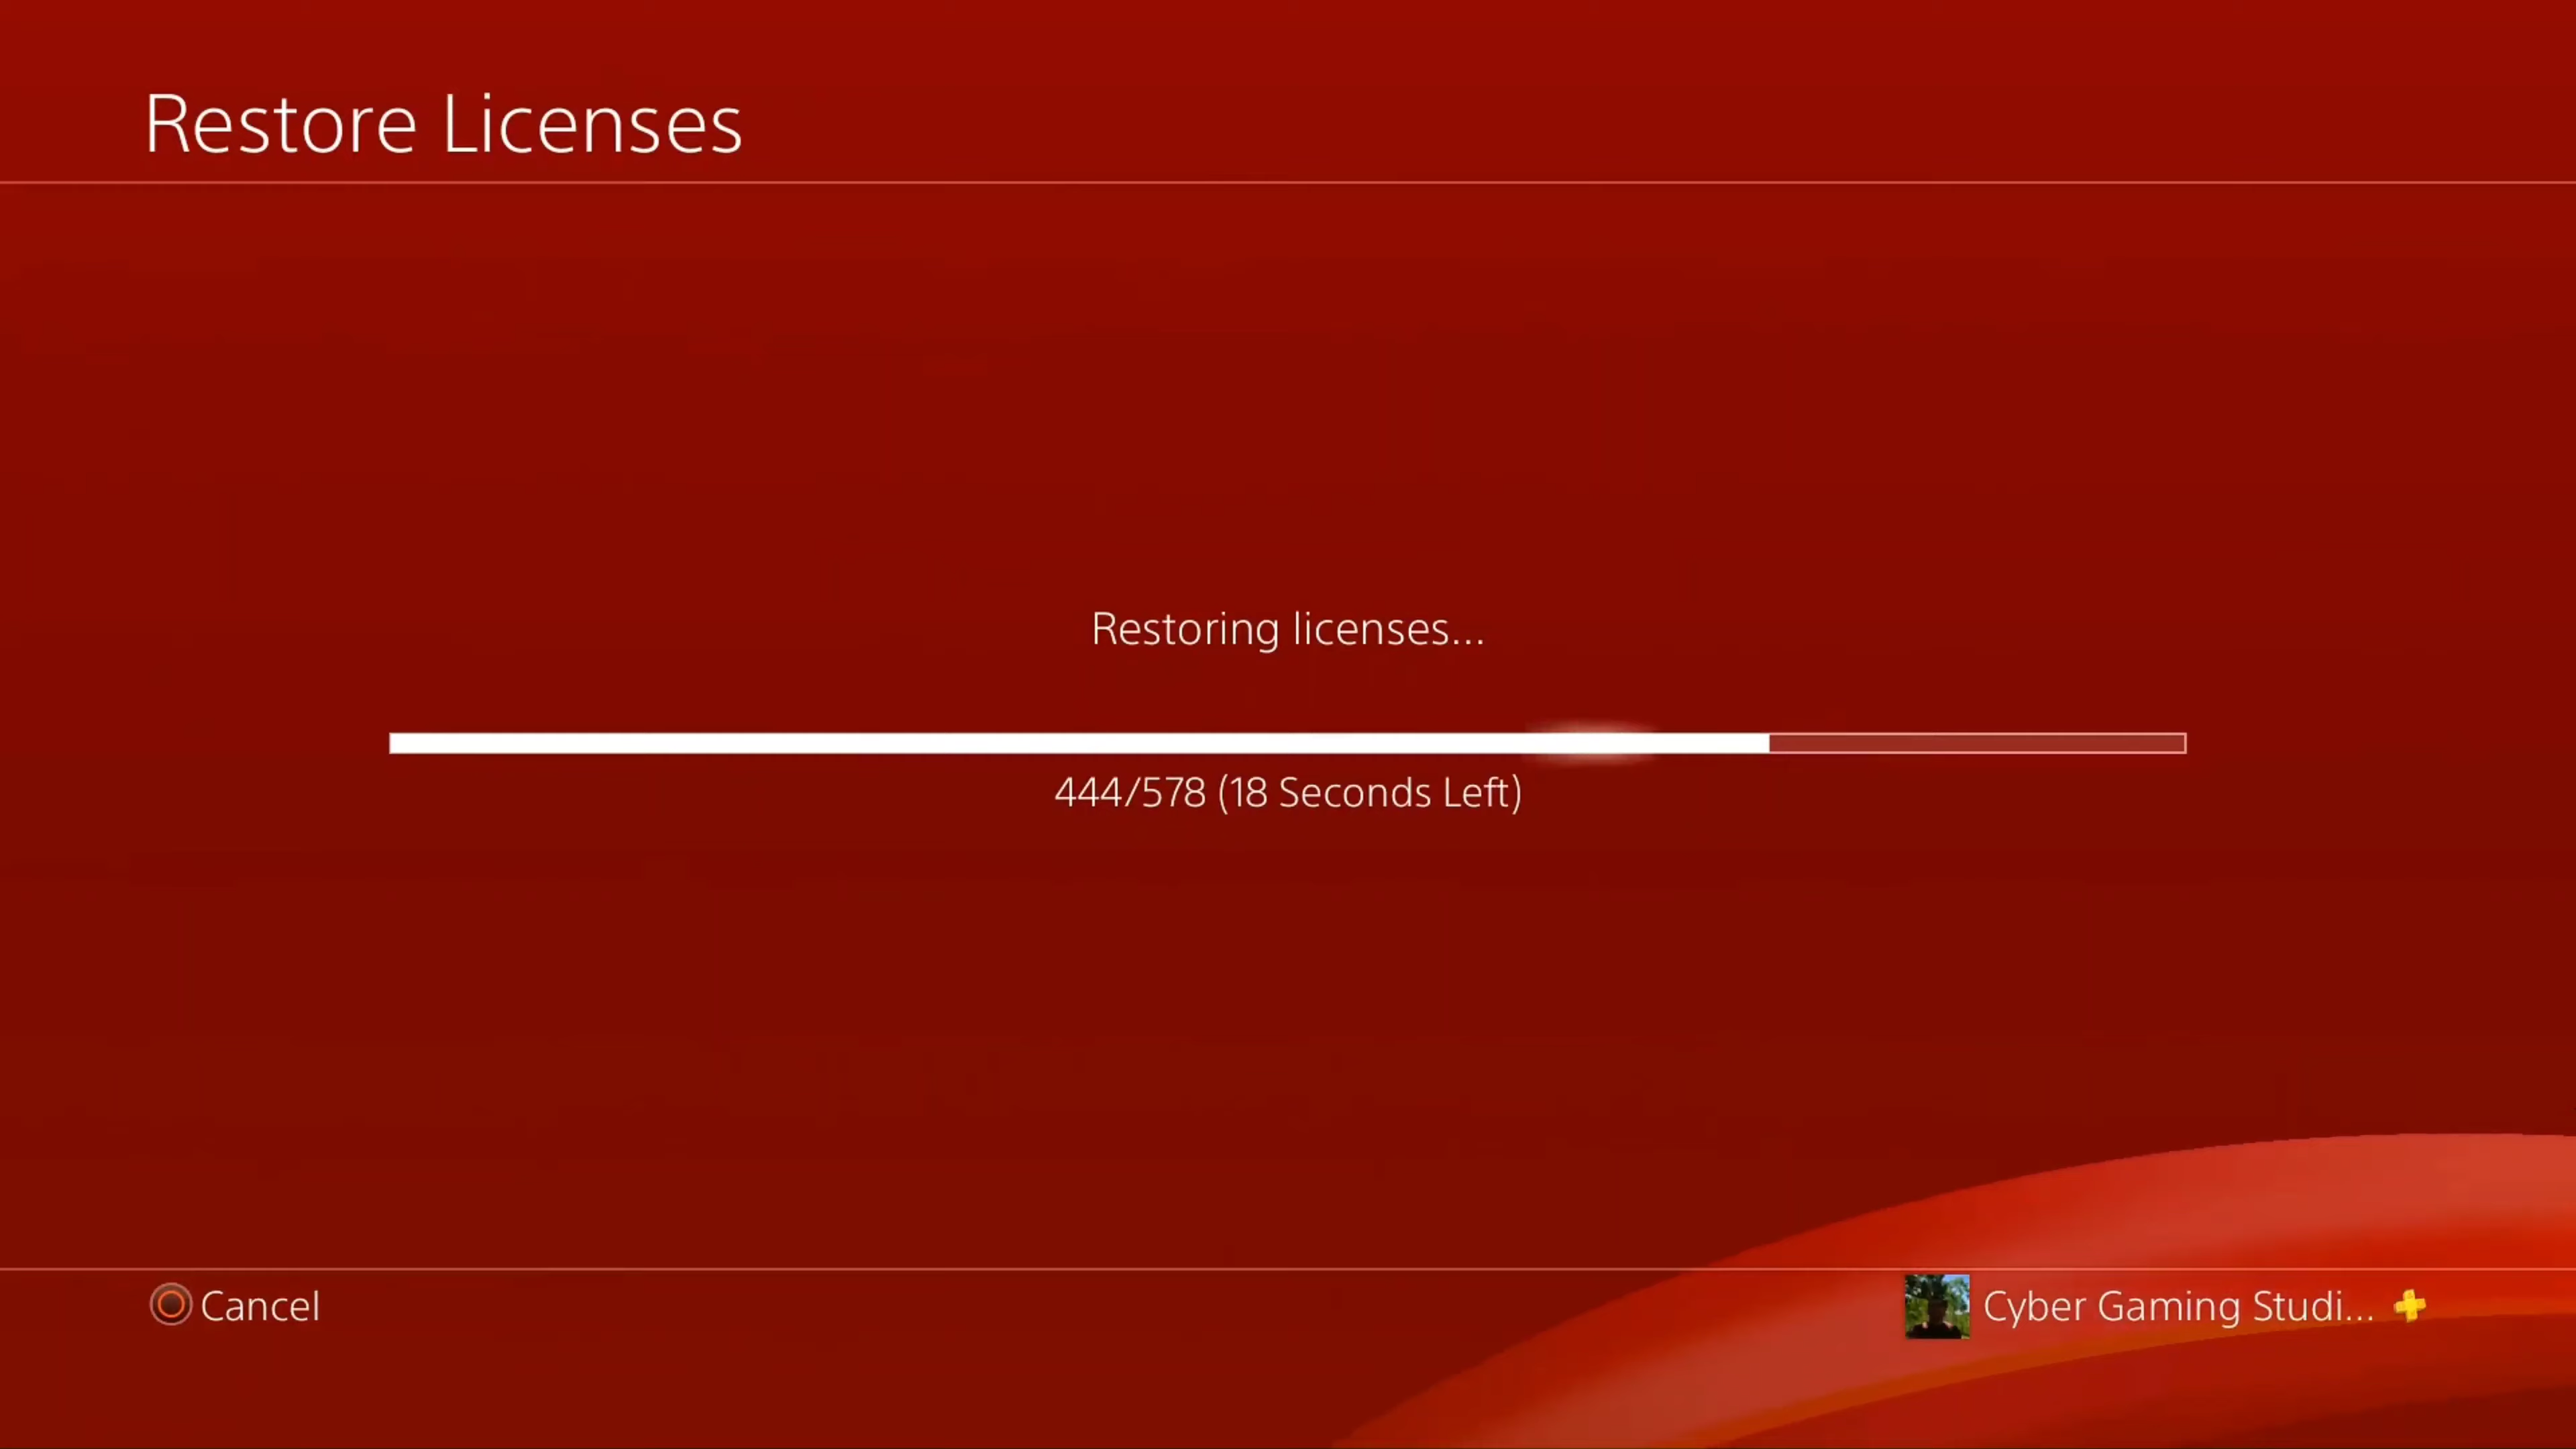 Restore Licenses
Restoring licenses...
444/578 (18 Seconds Left)
Cancel
Cyber Gaming Studi...